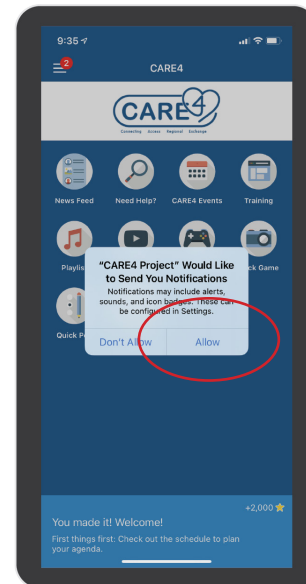 9:35
2
CARE4
CARE4
Connecting Access Regional Exchange
News Feed
Need Help?
CARE4 Events
Training
"CARE4 Project" Would Like
to Send You Notifications
Notifications may include alerts,
sounds, and icon badges. These can
be configured in Settings.
Don't Allow
Allow
Playlis
ck Game
Quick P
+2,000
You made it! Welcome!
First things first: Check out the schedule to plan
your agenda.